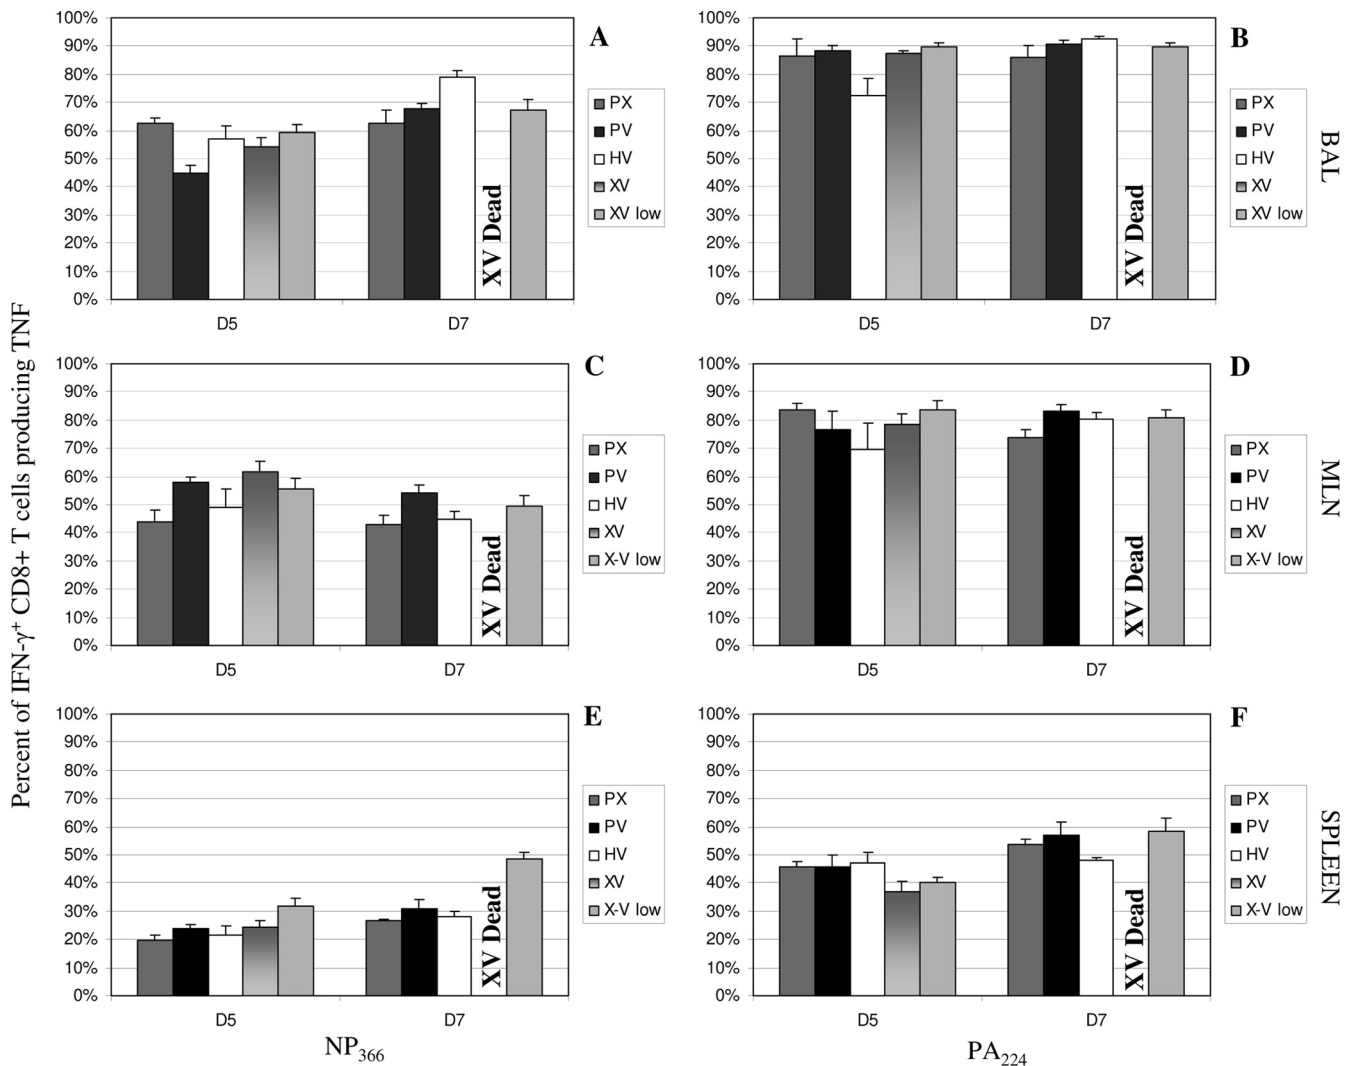 Percent of IFN-γ+ CD8+ T cells producing TNF
A
100%
90%
80%
70%
60%
50%
40%
30%
20%
10%
0%
XV Dead
D5 D7
PX
PV
HV
XV
XV low
B
100%
90%
80%
70%
60%
50%
40%
30%
20%
10%
0%
XV Dead
D5 D7
PX
PV
HV
XV
XV low
BAL
C
100%
90%
80%
70%
60%
50%
40%
30%
20%
10%
0%
XV Dead
D5 D7
PX
PV
HV
XV
X-V low
D
100%
90%
80%
70%
60%
50%
40%
30%
20%
10%
0%
XV Dead
D5 D7
PX
PV
HV
XV
X-V low
MLN
E
100%
90%
80%
70%
60%
50%
40%
30%
20%
10%
0%
XV Dead
D5 D7
PX
PV
HV
XV
X-V low
NP366
F
100%
90%
80%
70%
60%
50%
40%
30%
20%
10%
0%
XV Dead
D5 D7
PX
PV
HV
XV
X-V low
SPLEEN
PA224